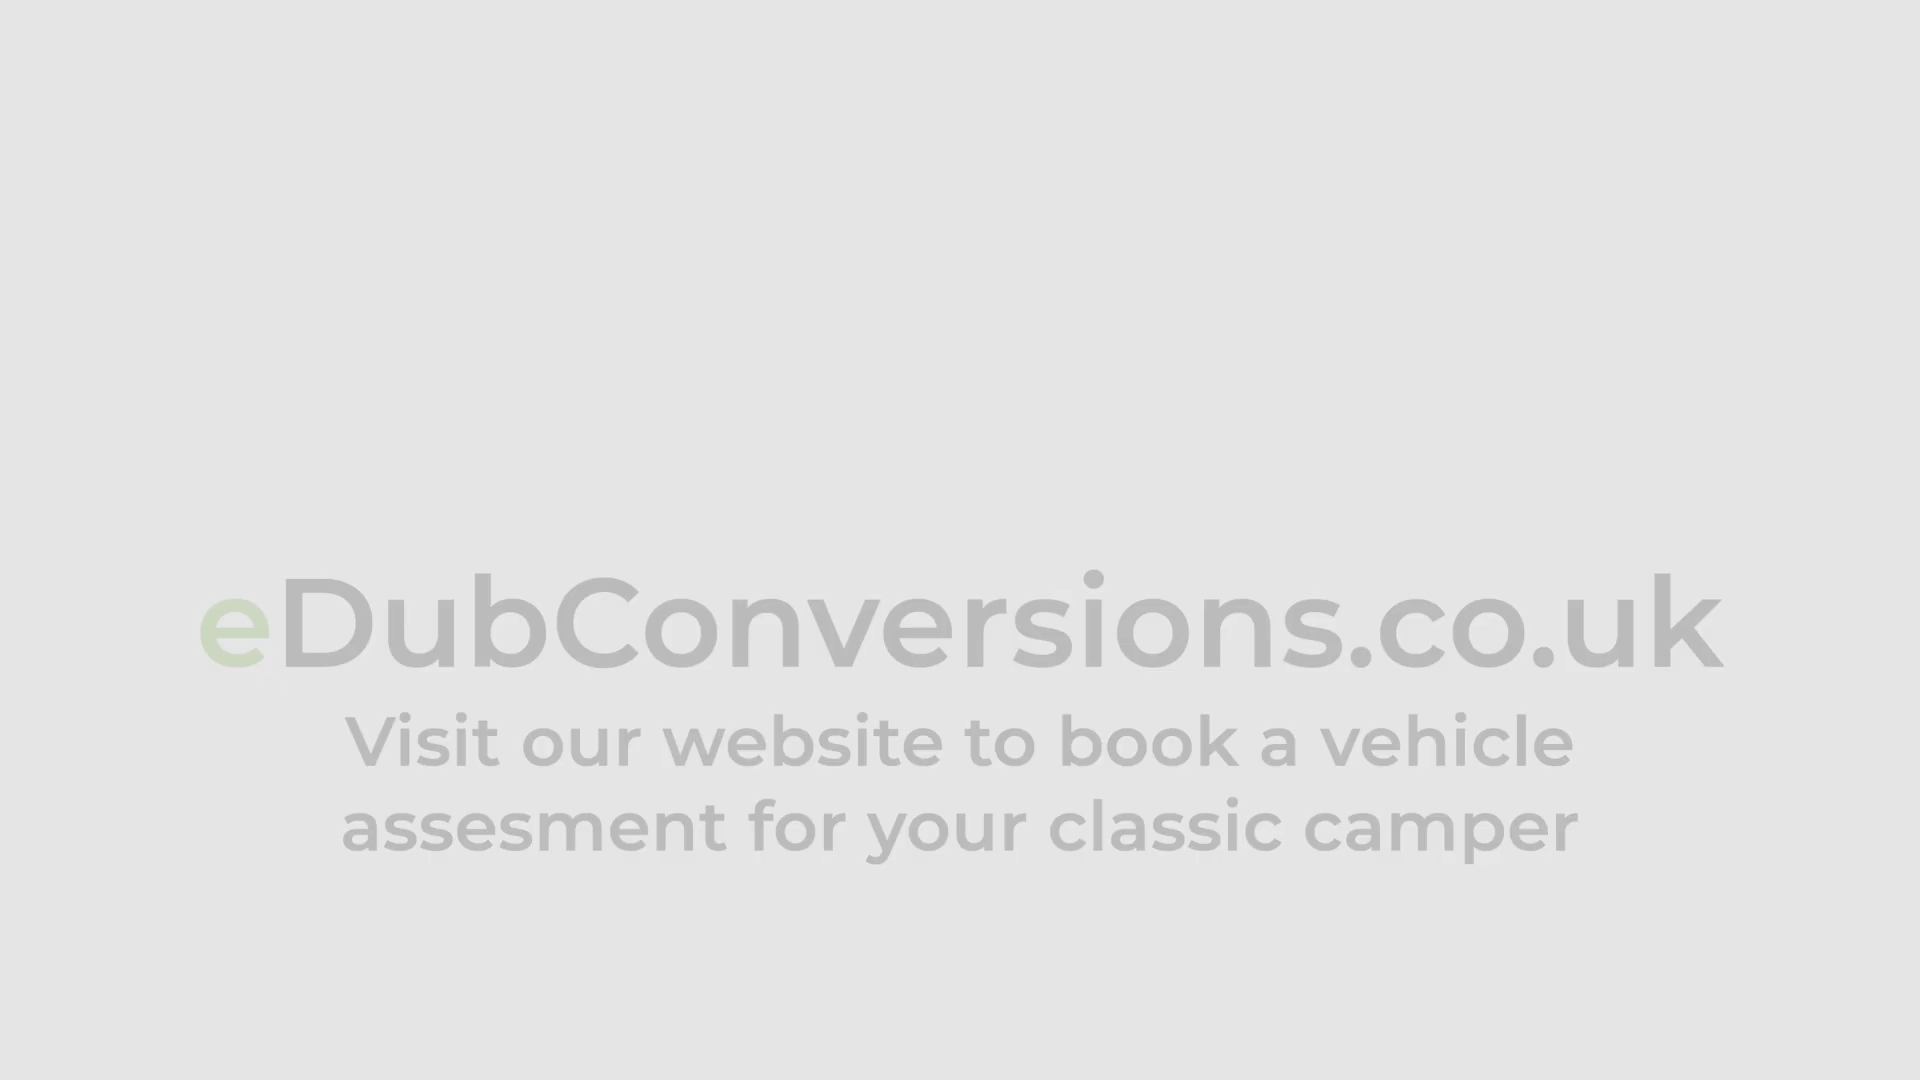 eDubConversions.co.uk
Visit our website to book a vehicle
assesment for your classic camper